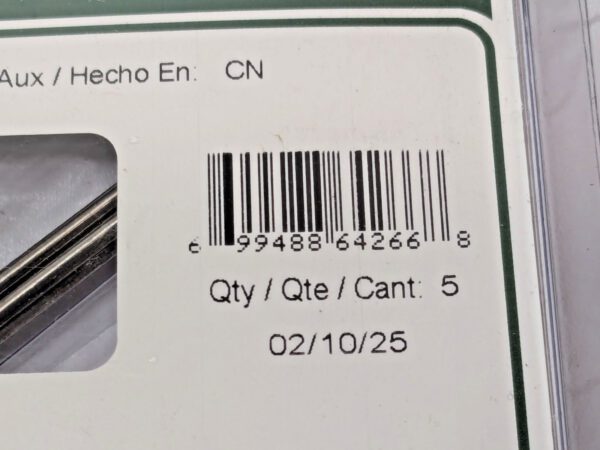 Aux / Hecho En: CN
6 99488 64266 8
Qty / Qte / Cant: 5
02/10/25